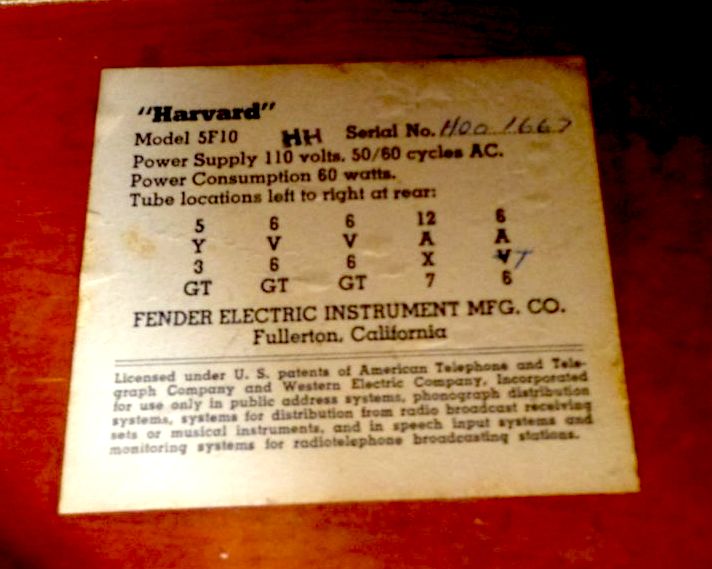 "Harvard"
Model 5F10 HH Serial No. H00 1667
Power Supply 110 volts, 50/60 cycles AC.
Power Consumption 60 watts.
Tube locations left to right at rear:
5 6 6 12 6
Y V V A A
3 6 6 X V T
GT GT GT 7 6
FENDER ELECTRIC INSTRUMENT MFG. CO.
Fullerton, California
Licensed under U. S. patents of American Telephone and Tele-
graph Company and Western Electric Company, Incorporated
for use only in public address systems, phonograph distribution
systems, systems for distribution from radio broadcast receiving
sets or musical instruments, and in speech input systems and
monitoring systems for radiotelephone broadcasting stations.